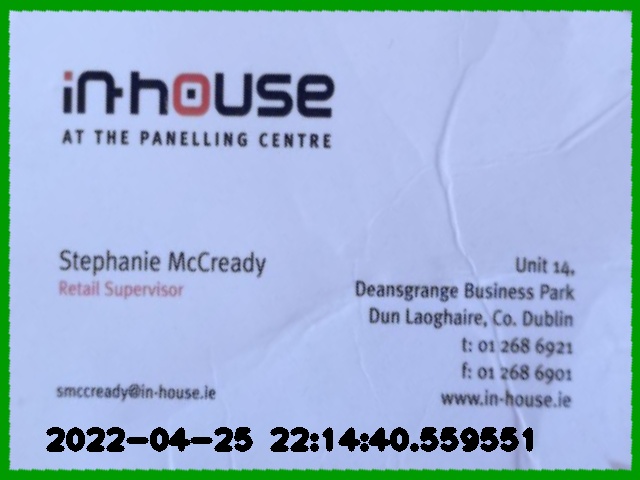 in-house
AT THE PANELLING CENTRE
Stephanie McCready
Retail Supervisor
smccready@in-house.ie
Unit 14,
Deansgrange Business Park
Dun Laoghaire, Co. Dublin
t: 01 268 6921
f: 01 268 6901
www.in-house.ie
2022-04-25 22:14:40.559551